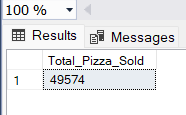 100 %
Results Messages
Total_Pizza_Sold
1 49574